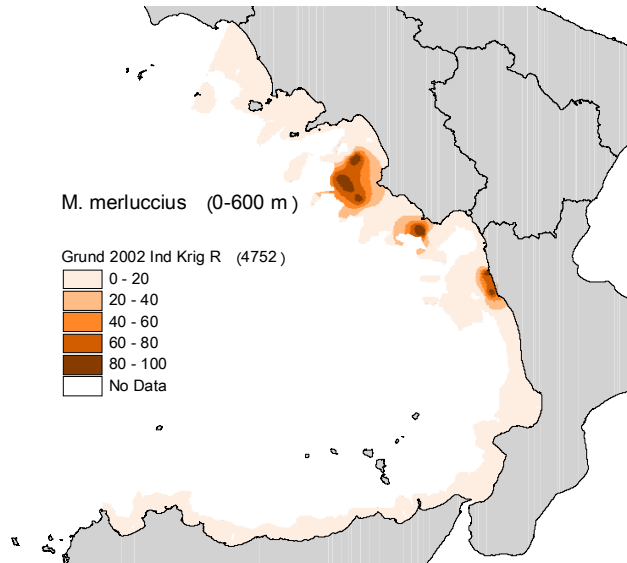 M. merluccius (0-600 m)
Grund 2002 Ind Krig R (4752)
0 - 20
20 - 40
40 - 60
60 - 80
80 - 100
No Data